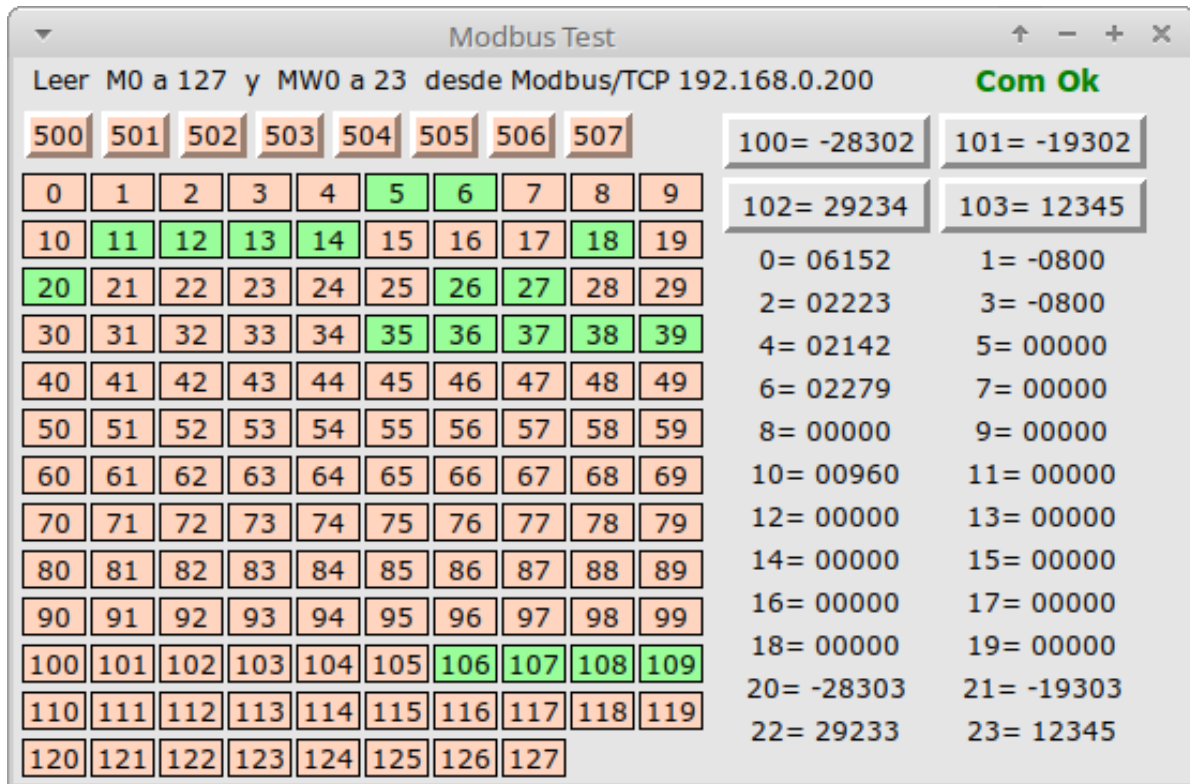 Modbus Test
Leer M0 a 127 y MW0 a 23 desde Modbus/TCP 192.168.0.200 Com Ok
500 501 502 503 504 505 506 507
0 1 2 3 4 5 6 7 8 9
10 11 12 13 14 15 16 17 18 19
20 21 22 23 24 25 26 27 28 29
30 31 32 33 34 35 36 37 38 39
40 41 42 43 44 45 46 47 48 49
50 51 52 53 54 55 56 57 58 59
60 61 62 63 64 65 66 67 68 69
70 71 72 73 74 75 76 77 78 79
80 81 82 83 84 85 86 87 88 89
90 91 92 93 94 95 96 97 98 99
100 101 102 103 104 105 106 107 108 109
110 111 112 113 114 115 116 117 118 119
120 121 122 123 124 125 126 127
100= -28302 101= -19302
102= 29234 103= 12345
0= 06152 1= -0800
2= 02223 3= -0800
4= 02142 5= 00000
6= 02279 7= 00000
8= 00000 9= 00000
10= 00960 11= 00000
12= 00000 13= 00000
14= 00000 15= 00000
16= 00000 17= 00000
18= 00000 19= 00000
20= -28303 21= -19303
22= 29233 23= 12345